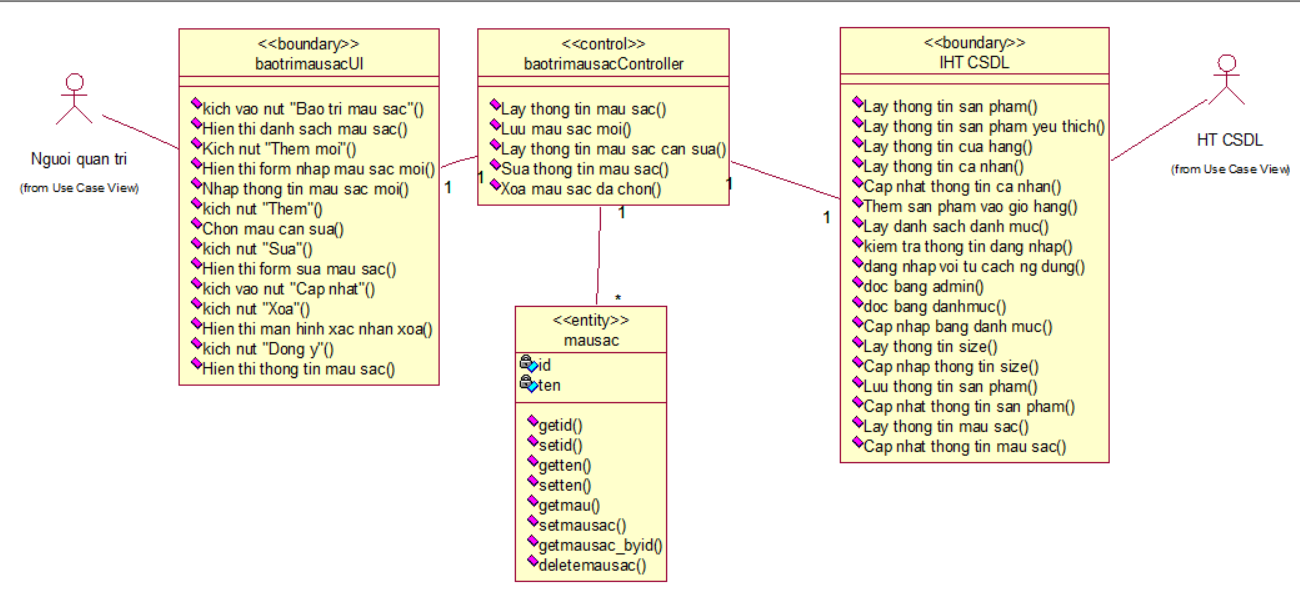 <<boundary>>
baotrimausacUI
kich vao nut "Bao tri mau sac"()
Hien thi danh sach mau sac()
Kich nut "Them moi"()
Hien thi form nhap mau sac moi()
Nhap thong tin mau sac moi()
kich nut "Them"()
Chon mau can sua()
kich nut "Sua"()
Hien thi form sua mau sac()
kich vao nut "Cap nhat"()
kich nut "Xoa"()
Hien thi man hinh xac nhan xoa()
kich nut "Dong y"()
Hien thi thong tin mau sac()
Nguoi quan tri
(from Use Case View)
1
1
<<control>>
baotrimausacController
Lay thong tin mau sac()
Luu mau sac moi()
Lay thong tin mau sac can sua()
Sua thong tin mau sac()
Xoa mau sac da chon()
1
1
1
*
<<entity>>
mausac
id
ten
getid()
setid()
getten()
setten()
getmau()
setmausac()
getmausac_byid()
deletemausac()
<<boundary>>
IHT CSDL
Lay thong tin san pham()
Lay thong tin san pham yeu thich()
Lay thong tin cua hang()
Lay thong tin ca nhan()
Cap nhat thong tin ca nhan()
Them san pham vao gio hang()
Lay danh sach danh muc()
kiem tra thong tin dang nhap()
dang nhap voi tu cach ng dung()
doc bang admin()
doc bang danhmuc()
Cap nhap bang danh muc()
Lay thong tin size()
Cap nhap thong tin size()
Luu thong tin san pham()
Cap nhat thong tin san pham()
Lay thong tin mau sac()
Cap nhat thong tin mau sac()
HT CSDL
(from Use Case View)